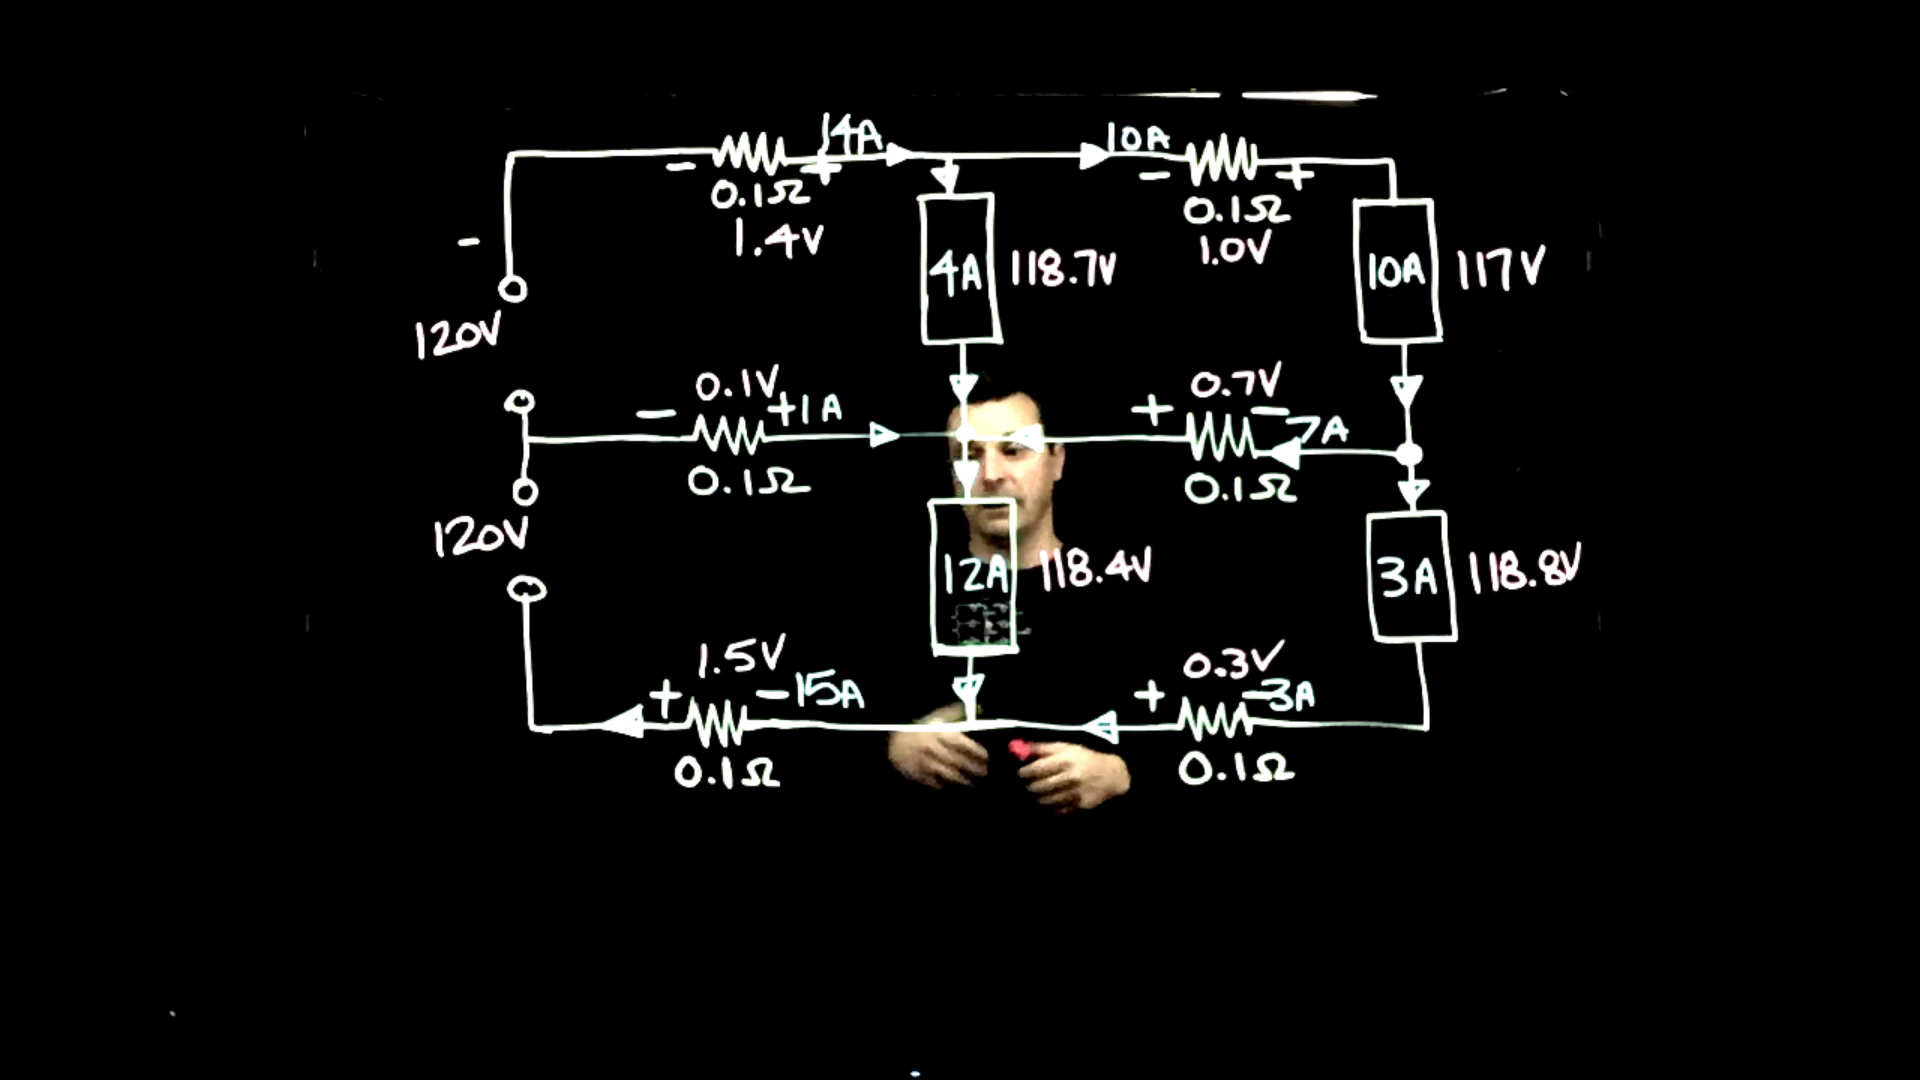 14A
10A
- +
- +
0.1Ω
0.1Ω
1.4V
1.0V
-
4A
118.7V
10A
117V
120V
0.1V
0.7V
- +1A
+ -
7A
0.1Ω
0.1Ω
120V
12A
118.4V
3A
118.8V
1.5V
0.3V
+ -15A
+ -3A
0.1Ω
0.1Ω